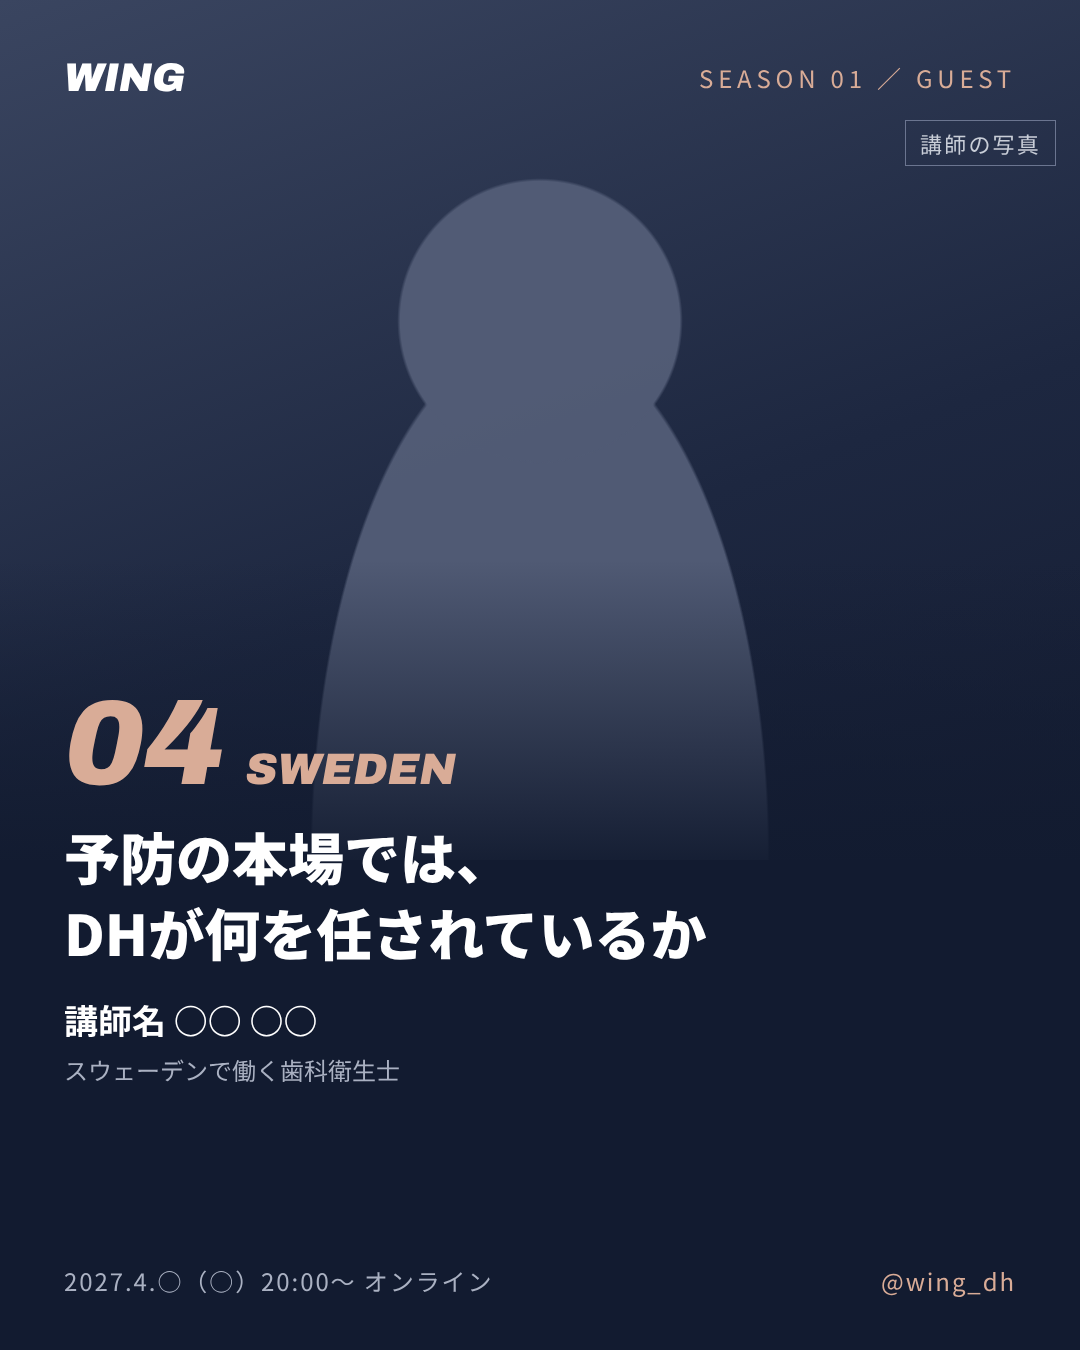 WING
SEASON 01 ／ GUEST
講師の写真
04 SWEDEN
予防の本場では、
DHが何を任されているか
講師名 〇〇 〇〇
スウェーデンで働く歯科衛生士
2027.4.〇（〇）20:00〜 オンライン
@wing_dh